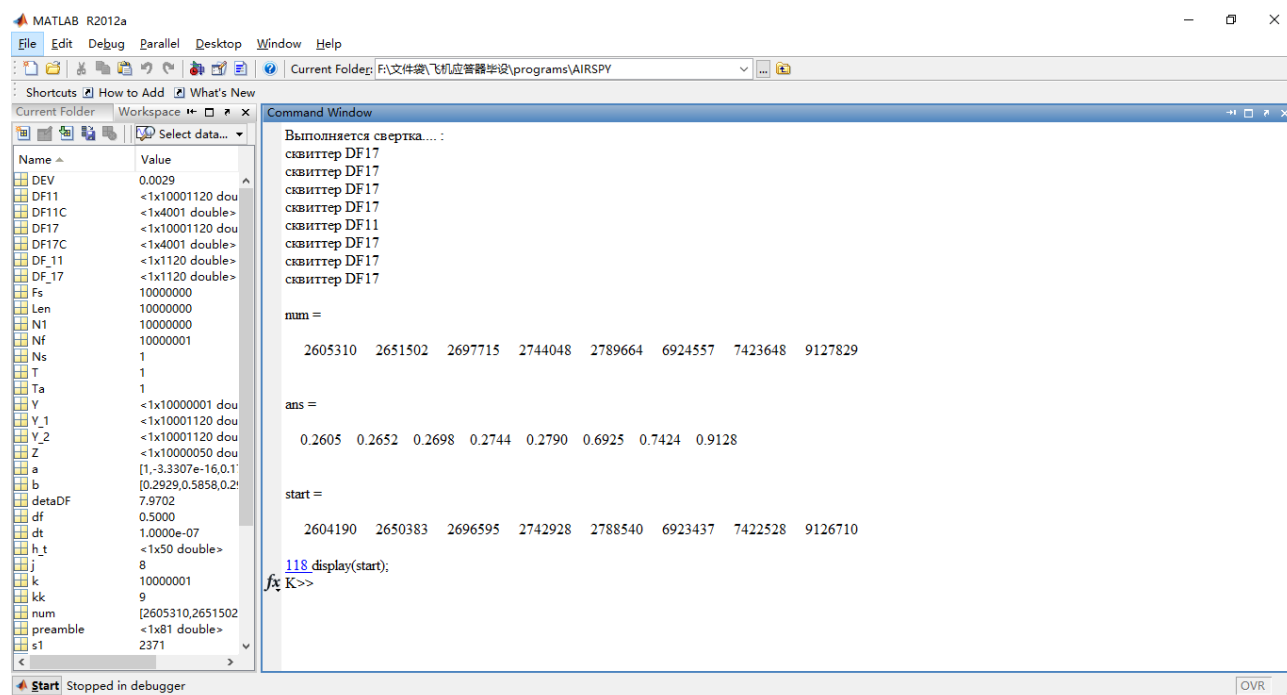 MATLAB R2012a
File Edit Debug Parallel Desktop Window Help
Current Folder: F:\文件袋\飞机应答器毕设\programs\AIRSPY
Shortcuts How to Add What's New
Current Folder Workspace
Command Window
Select data...
Name Value
DEV 0.0029
DF11 <1x10001120 dou
DF11C <1x4001 double>
DF17 <1x10001120 dou
DF17C <1x4001 double>
DF_11 <1x1120 double>
DF_17 <1x1120 double>
Fs 10000000
Len 10000000
N1 10000000
Nf 10000001
Ns 1
T 1
Ta 1
Y <1x10000001 dou
Y_1 <1x10001120 dou
Y_2 <1x10001120 dou
Z <1x10000050 dou
a [1,-3.3307e-16,0.1
b [0.2929,0.5858,0.2
detaDF 7.9702
df 0.5000
dt 1.0000e-07
h_t <1x50 double>
j 8
k 10000001
kk 9
num [2605310,2651502
preamble <1x81 double>
s1 2371
Выполняется свертка.... :
сквиттер DF17
сквиттер DF17
сквиттер DF17
сквиттер DF17
сквиттер DF11
сквиттер DF17
сквиттер DF17
сквиттер DF17
num =
2605310 2651502 2697715 2744048 2789664 6924557 7423648 9127829
ans =
0.2605 0.2652 0.2698 0.2744 0.2790 0.6925 0.7424 0.9128
start =
2604190 2650383 2696595 2742928 2788540 6923437 7422528 9126710
118 display(start);
fx K>>
Start Stopped in debugger
OVR